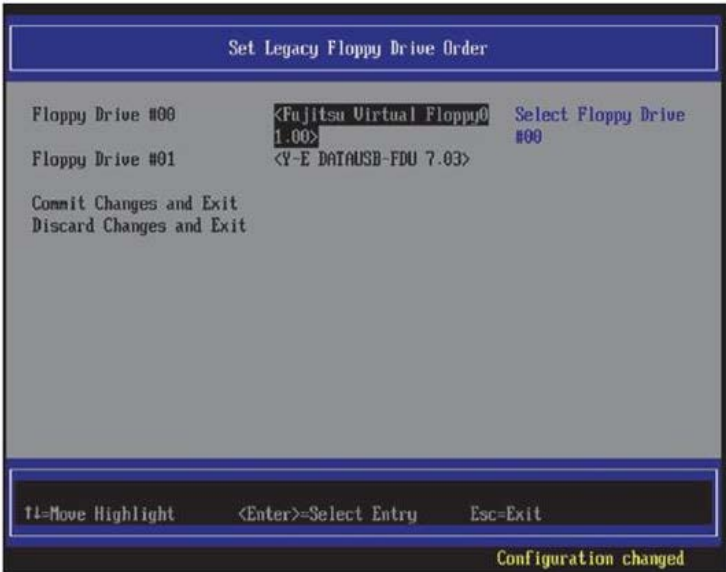 Set Legacy Floppy Drive Order
Floppy Drive #00 <Fujitsu Virtual Floppy0 Select Floppy Drive
1.00> #00
Floppy Drive #01 <Y-E DATAUSB-FDU 7.03>
Commit Changes and Exit
Discard Changes and Exit
↑↓=Move Highlight <Enter>=Select Entry Esc=Exit
Configuration changed